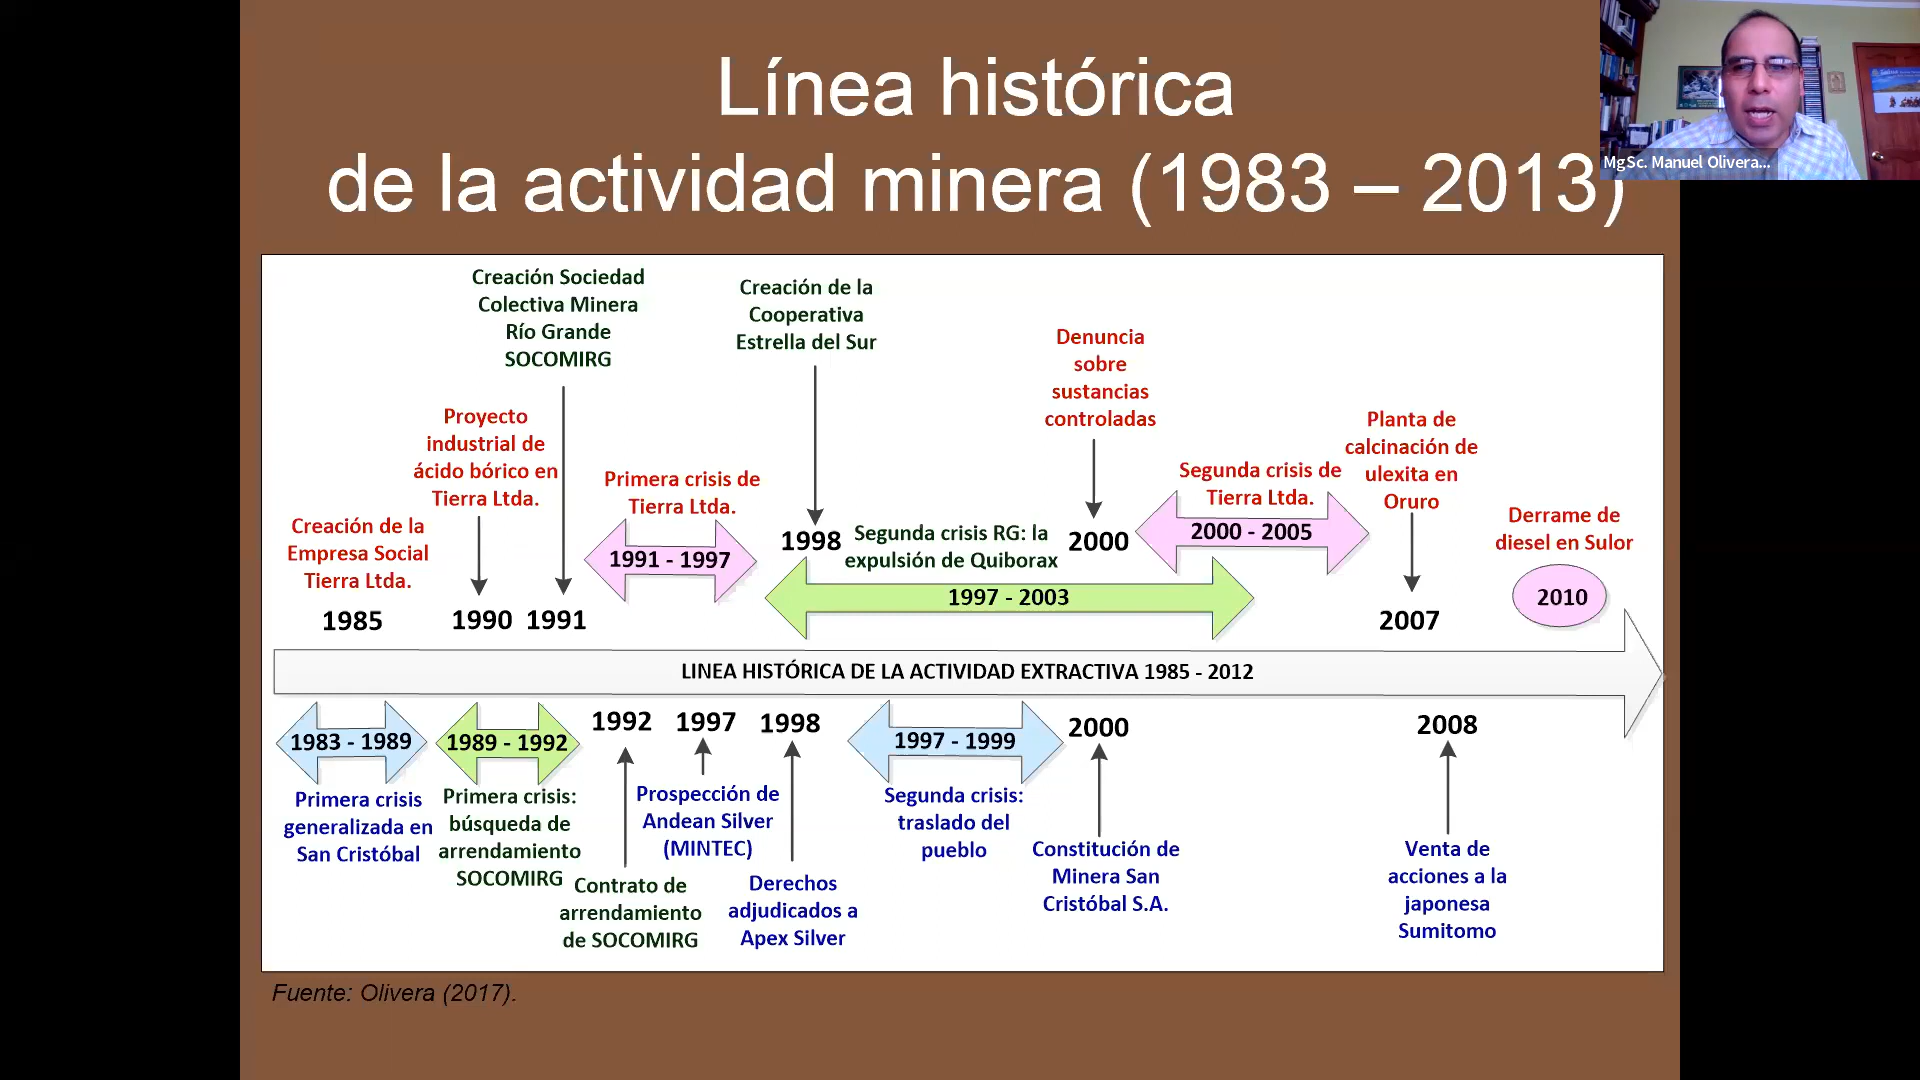 Línea histórica
de la actividad minera (1983 – 2013)
MgSc. Manuel Olivera...
Creación Sociedad
Colectiva Minera
Río Grande
SOCOMIRG
Creación de la
Cooperativa
Estrella del Sur
Denuncia
sobre
sustancias
controladas
Proyecto
industrial de
ácido bórico en
Tierra Ltda.
Planta de
calcinación de
ulexita en
Oruro
Primera crisis de
Tierra Ltda.
Segunda crisis de
Tierra Ltda.
Creación de la
Empresa Social
Tierra Ltda.
Derrame de
diesel en Sulor
1991 - 1997
1998
Segunda crisis RG: la
expulsión de Quiborax
2000
2000 - 2005
1997 - 2003
2010
1985
1990
1991
2007
LINEA HISTÓRICA DE LA ACTIVIDAD EXTRACTIVA 1985 - 2012
1983 - 1989
1989 - 1992
1992
1997
1998
1997 - 1999
2000
2008
Primera crisis
generalizada en
San Cristóbal
Primera crisis:
búsqueda de
arrendamiento
SOCOMIRG
Contrato de
arrendamiento
de SOCOMIRG
Prospección de
Andean Silver
(MINTEC)
Derechos
adjudicados a
Apex Silver
Segunda crisis:
traslado del
pueblo
Constitución de
Minera San
Cristóbal S.A.
Venta de
acciones a la
japonesa
Sumitomo
Fuente: Olivera (2017).